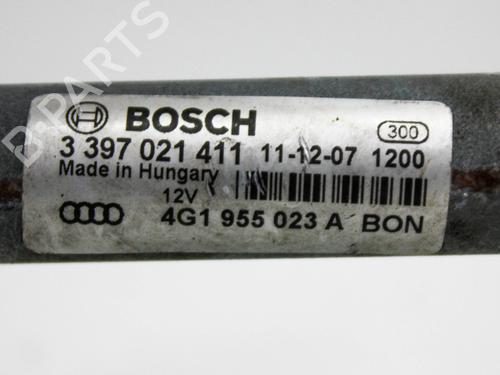 B-PARTS
BOSCH
300
3 397 021 411 11-12-07 1200
Made in Hungary
12V
4G1 955 023 A BON